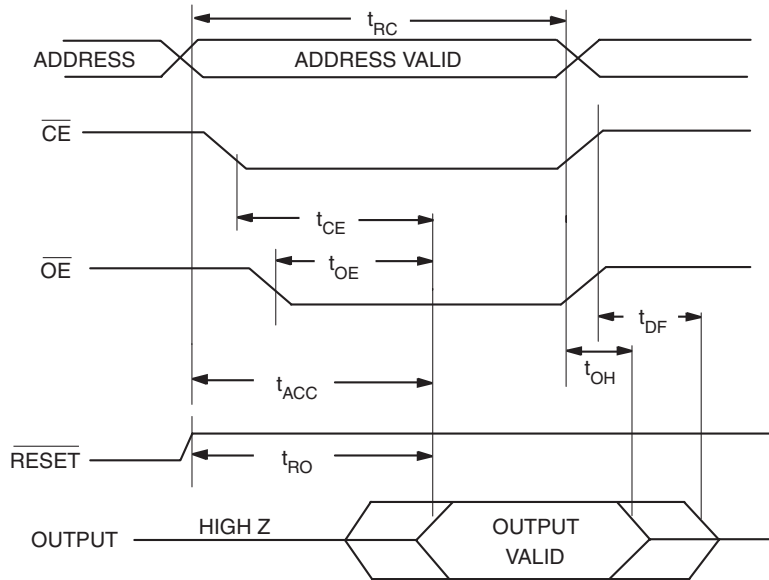 tRC
ADDRESS
ADDRESS VALID
CE
tCE
tOE
OE
tDF
tOH
tACC
RESET
tRO
HIGH Z
OUTPUT
OUTPUT
VALID